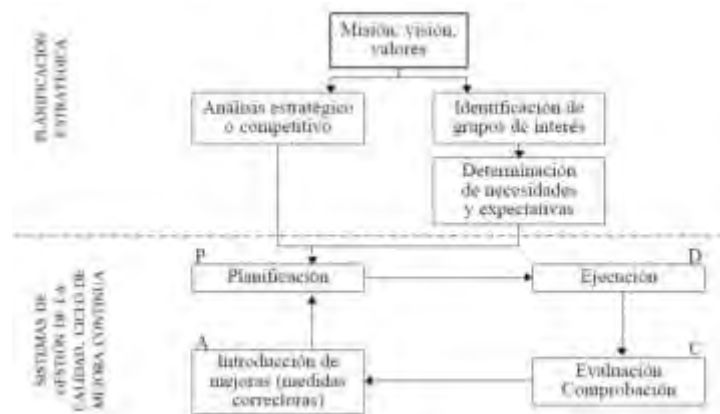 PLANIFICACIÓN
ESTRATÉGICA
Misión, visión,
valores
Análisis estratégico
o competitivo
Identificación de
grupos de interés
Determinación
de necesidades
y expectativas
SISTEMAS DE
GESTIÓN DE LA
CALIDAD, CICLO DE
MEJORA CONTINUA
P
Planificación
D
Ejecución
A
Introducción de
mejoras (medidas
correctoras)
C
Evaluación
Comprobación